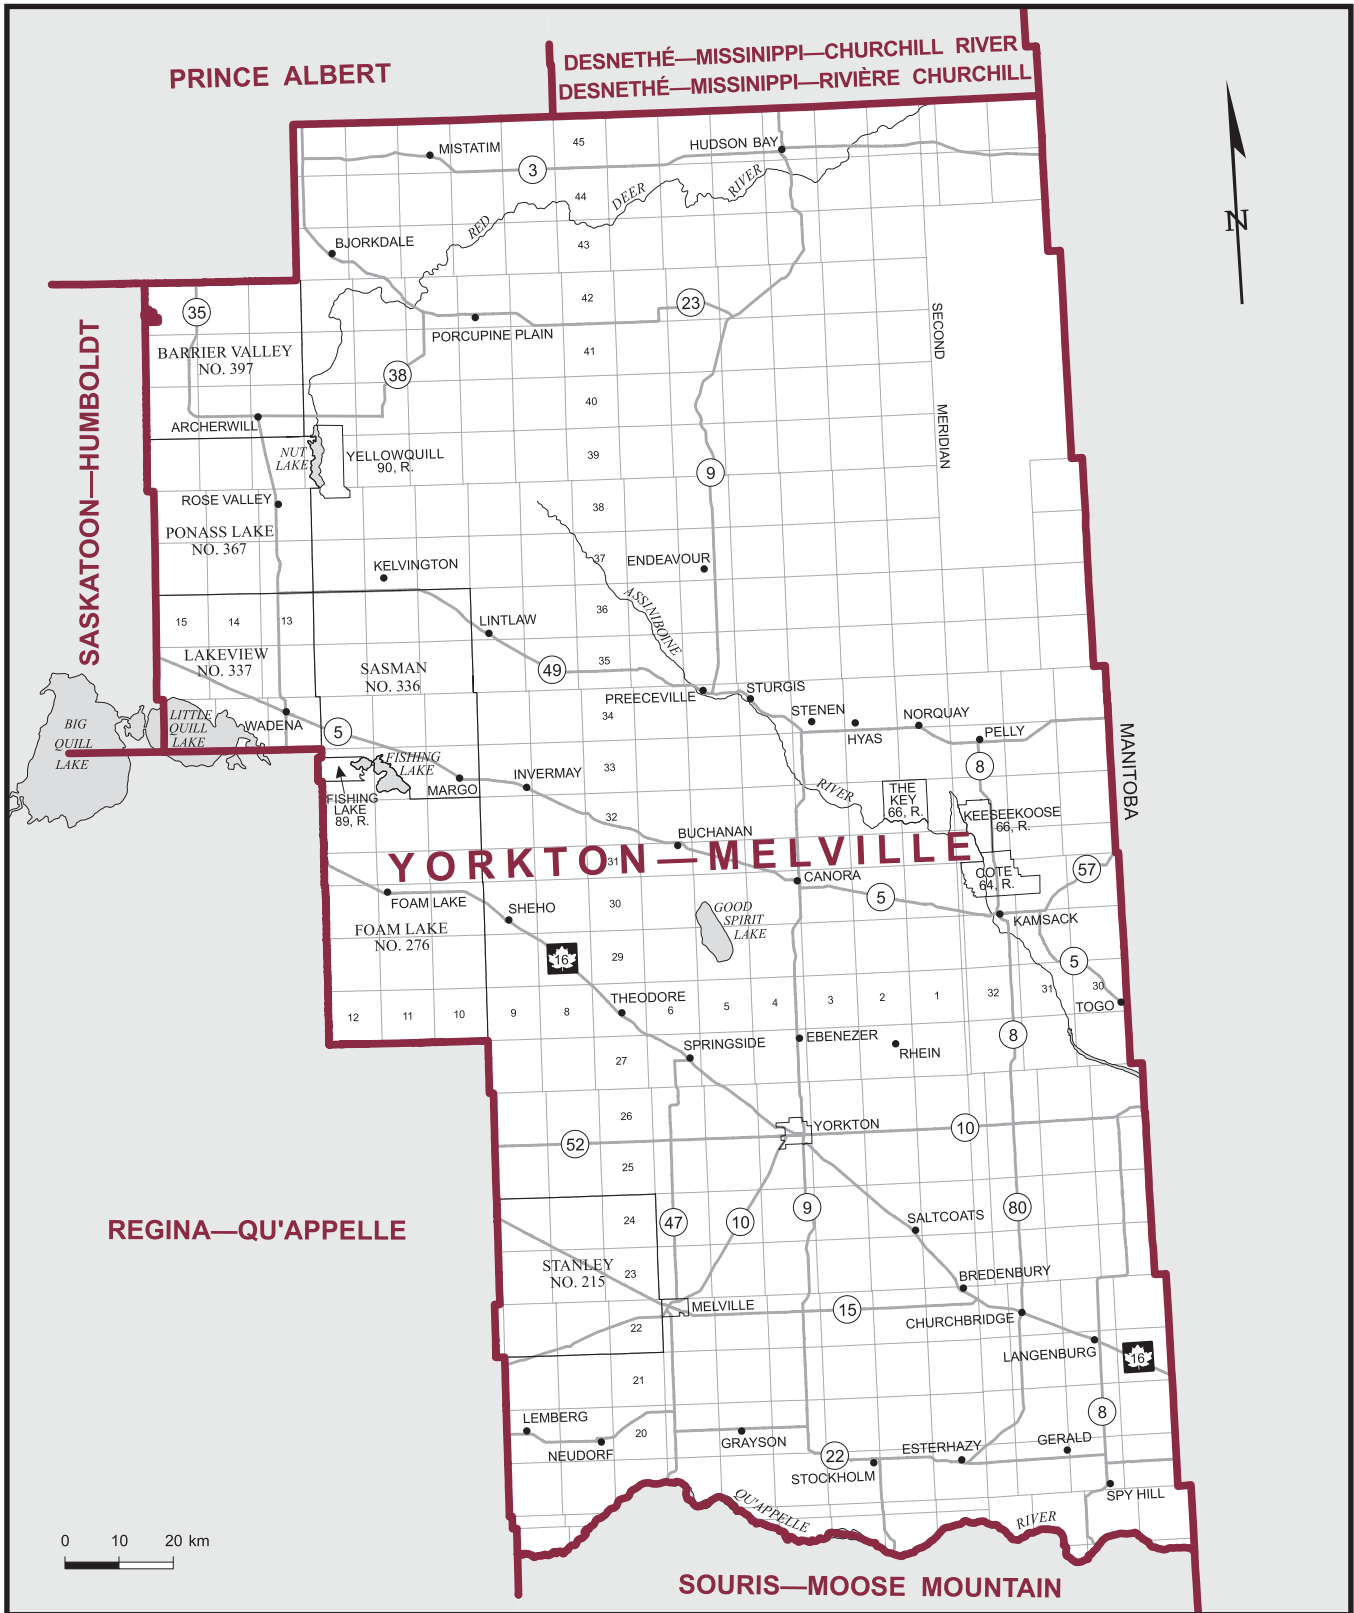 PRINCE ALBERT
DESNETHÉ—MISSINIPPI—CHURCHILL RIVER
DESNETHÉ—MISSINIPPI—RIVIÈRE CHURCHILL
MISTATIM
45
HUDSON BAY
3
RED
DEER
RIVER
44
N
BJORKDALE
43
35
42
23
PORCUPINE PLAIN
SECOND
MERIDIAN
BARRIER VALLEY
NO. 397
41
38
40
ARCHERWILL
NUT
LAKE
YELLOWQUILL
90, R.
39
9
SASKATOON—HUMBOLDT
ROSE VALLEY
38
PONASS LAKE
NO. 367
37
ENDEAVOUR
KELVINGTON
ASSINIBOINE
36
15
14
13
LINTLAW
LAKEVIEW
NO. 337
SASMAN
NO. 336
49
35
PREECEVILLE
STURGIS
34
STENEN
HYAS
NORQUAY
PELLY
BIG
QUILL
LAKE
LITTLE
QUILL
LAKE
WADENA
5
MANITOBA
FISHING
LAKE
33
8
MARGO
INVERMAY
RIVER
THE
KEY
66, R.
FISHING
LAKE
89, R.
KEESEEKOOSE
66, R.
32
BUCHANAN
YORKTON—MELVILLE
31
CANORA
COTE
64, R.
57
5
FOAM LAKE
SHEHO
30
GOOD
SPIRIT
LAKE
KAMSACK
FOAM LAKE
NO. 276
16
29
5
THEODORE
12
11
10
9
8
6
5
4
3
2
1
32
31
30
TOGO
SPRINGSIDE
EBENEZER
RHEIN
8
27
26
YORKTON
10
52
25
REGINA—QU'APPELLE
24
47
10
9
80
SALTCOATS
STANLEY
NO. 215
23
BREDENBURY
MELVILLE
15
CHURCHBRIDGE
22
LANGENBURG
16
21
8
LEMBERG
20
NEUDORF
GRAYSON
22
STOCKHOLM
ESTERHAZY
GERALD
SPY HILL
QU'APPELLE
RIVER
0 10 20 km
SOURIS—MOOSE MOUNTAIN